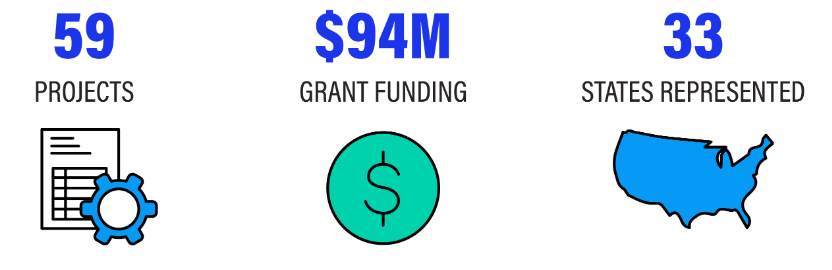 59
PROJECTS
$94M
GRANT FUNDING
$
33
STATES REPRESENTED